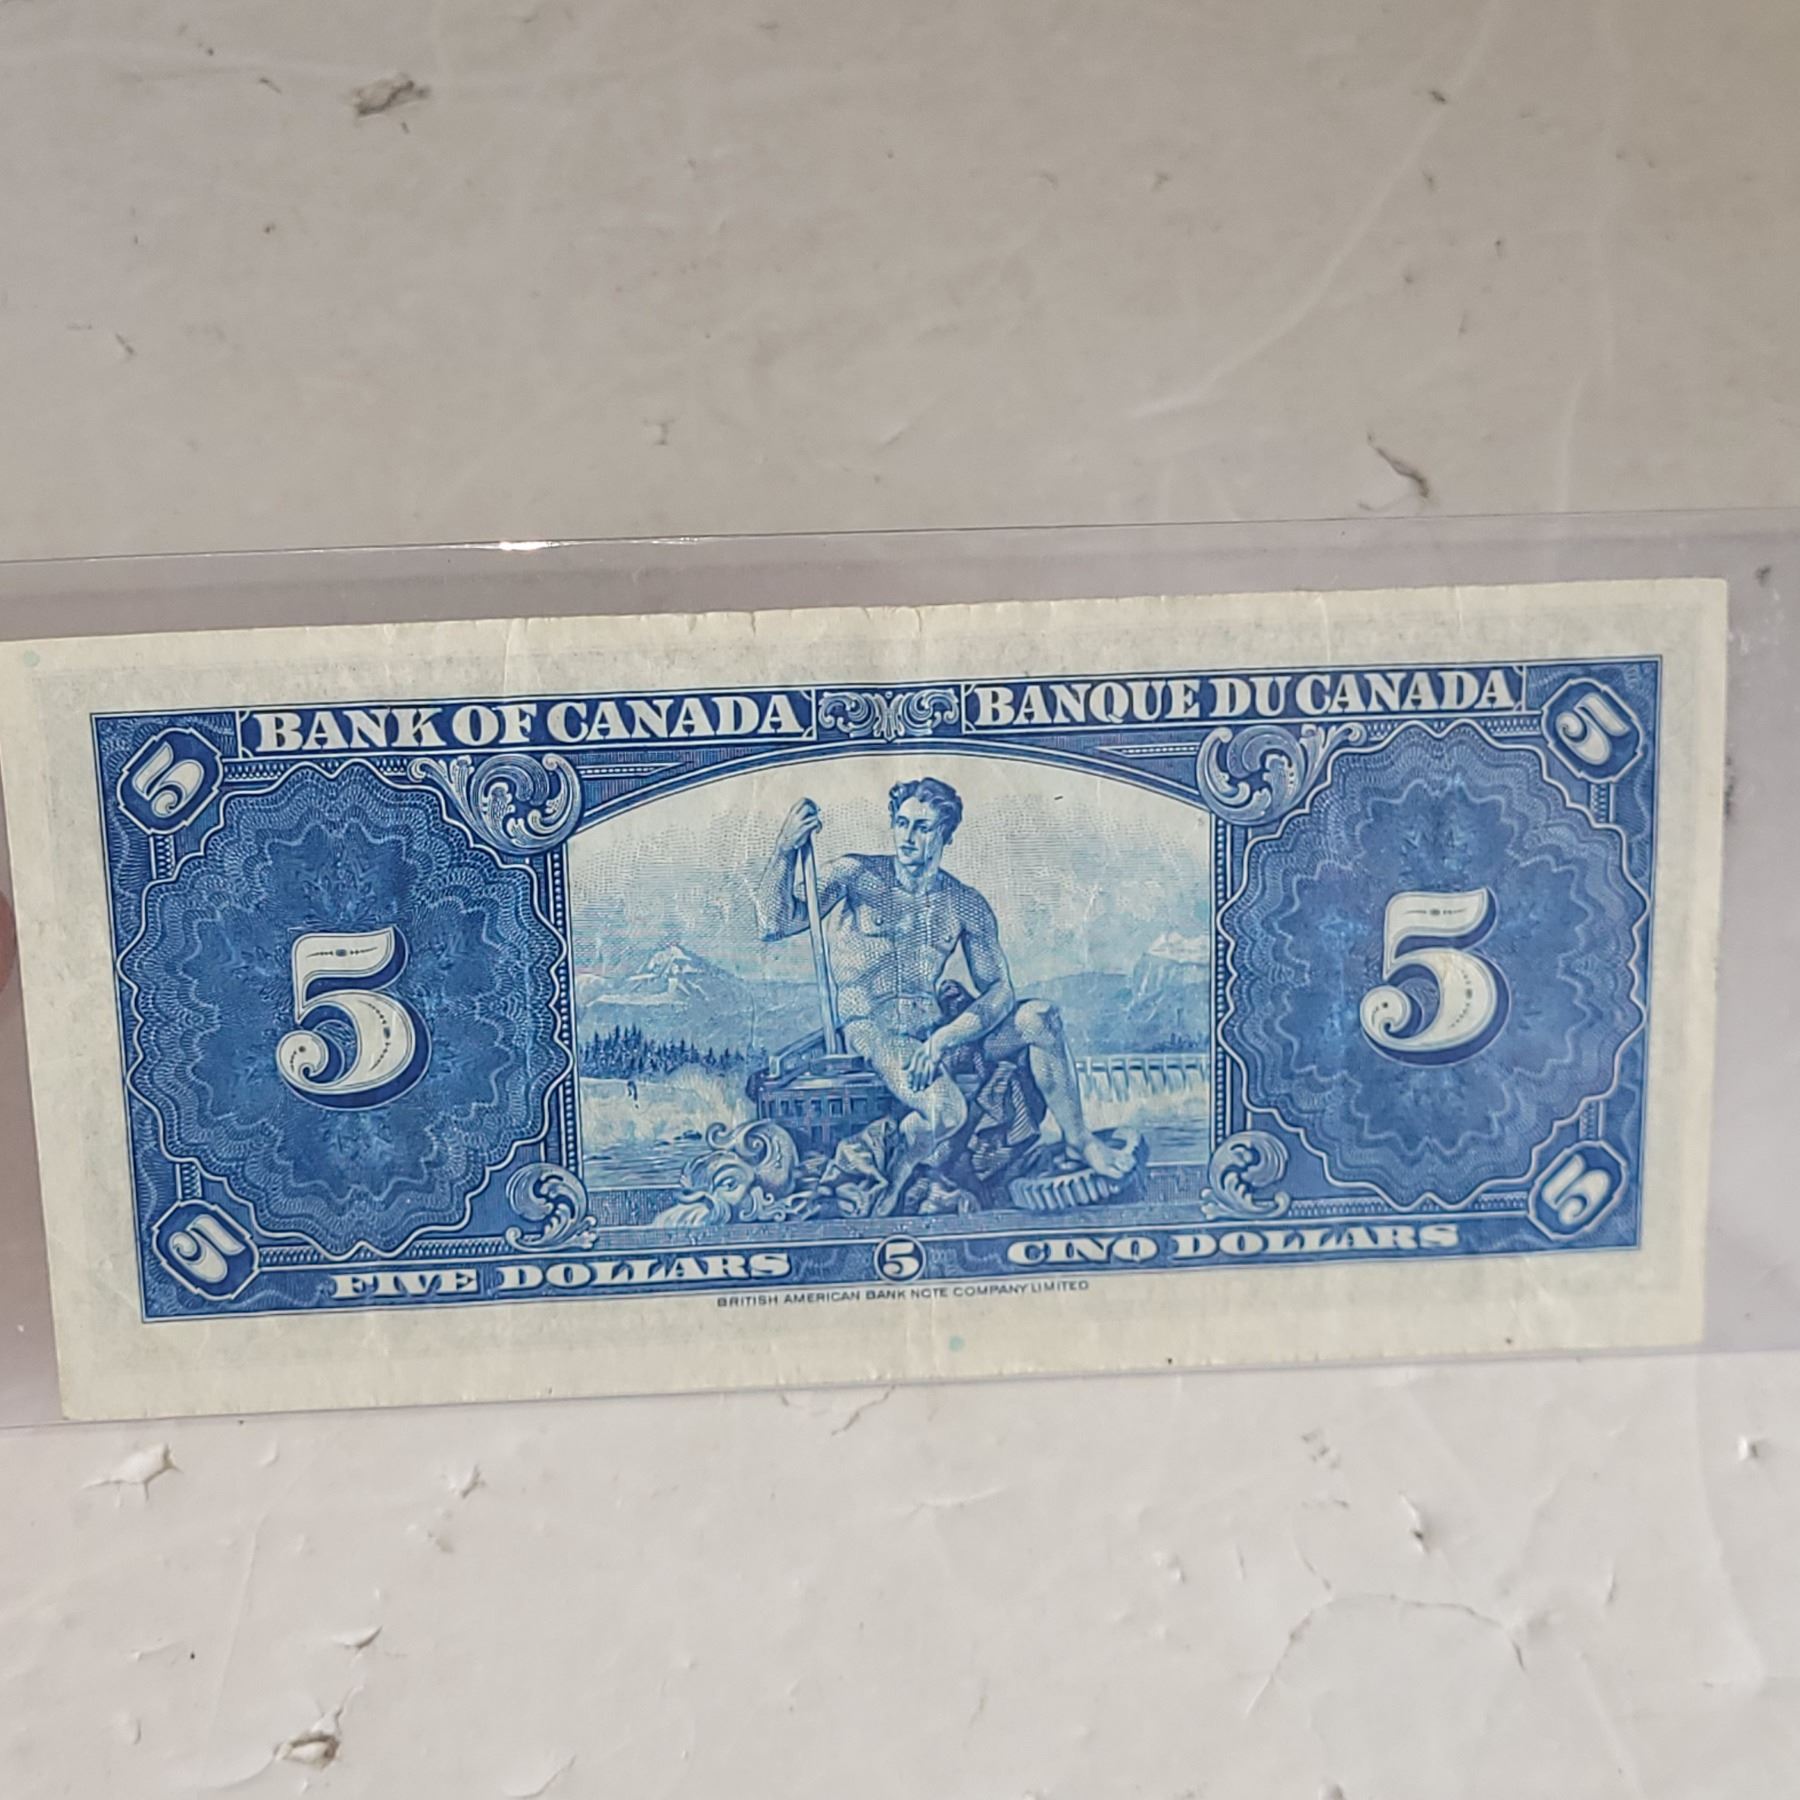 BANK OF CANADA BANQUE DU CANADA
5 5
5 5
5 5
FIVE DOLLARS 5 CINQ DOLLARS
BRITISH AMERICAN BANK NOTE COMPANY LIMITED